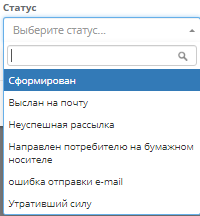 Статус
Выберите статус...
Сформирован
Выслан на почту
Неуспешная рассылка
Направлен потребителю на бумажном
носителе
ошибка отправки e-mail
Утративший силу